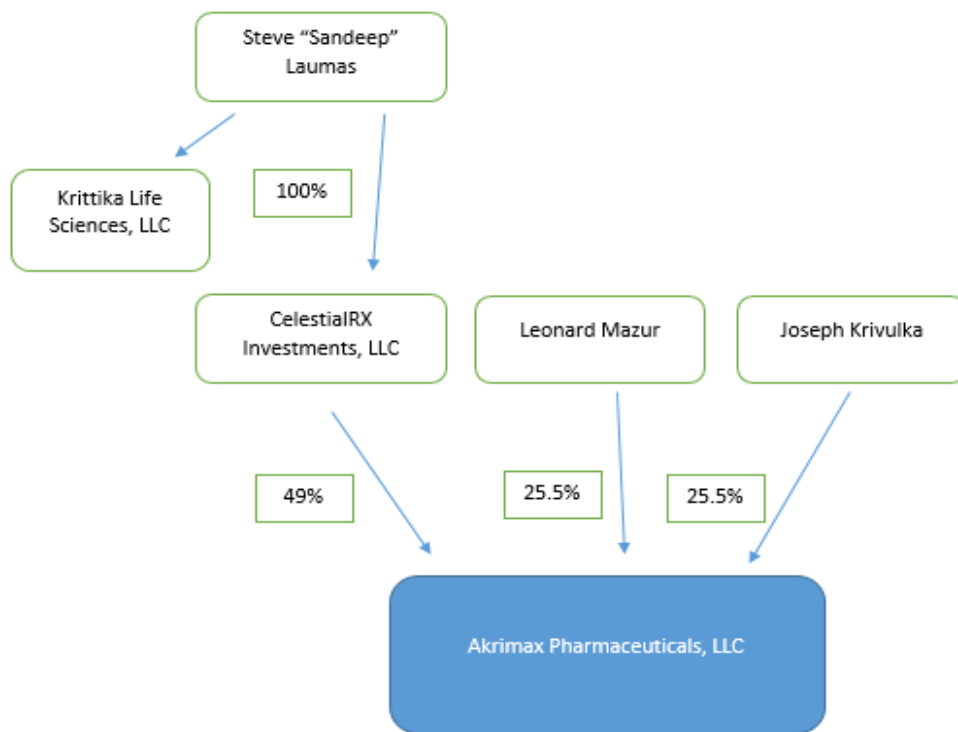 Steve “Sandeep”
Laumas
Krittika Life
Sciences, LLC
100%
CelestialRX
Investments, LLC
Leonard Mazur
Joseph Krivulka
49%
25.5%
25.5%
Akrimax Pharmaceuticals, LLC